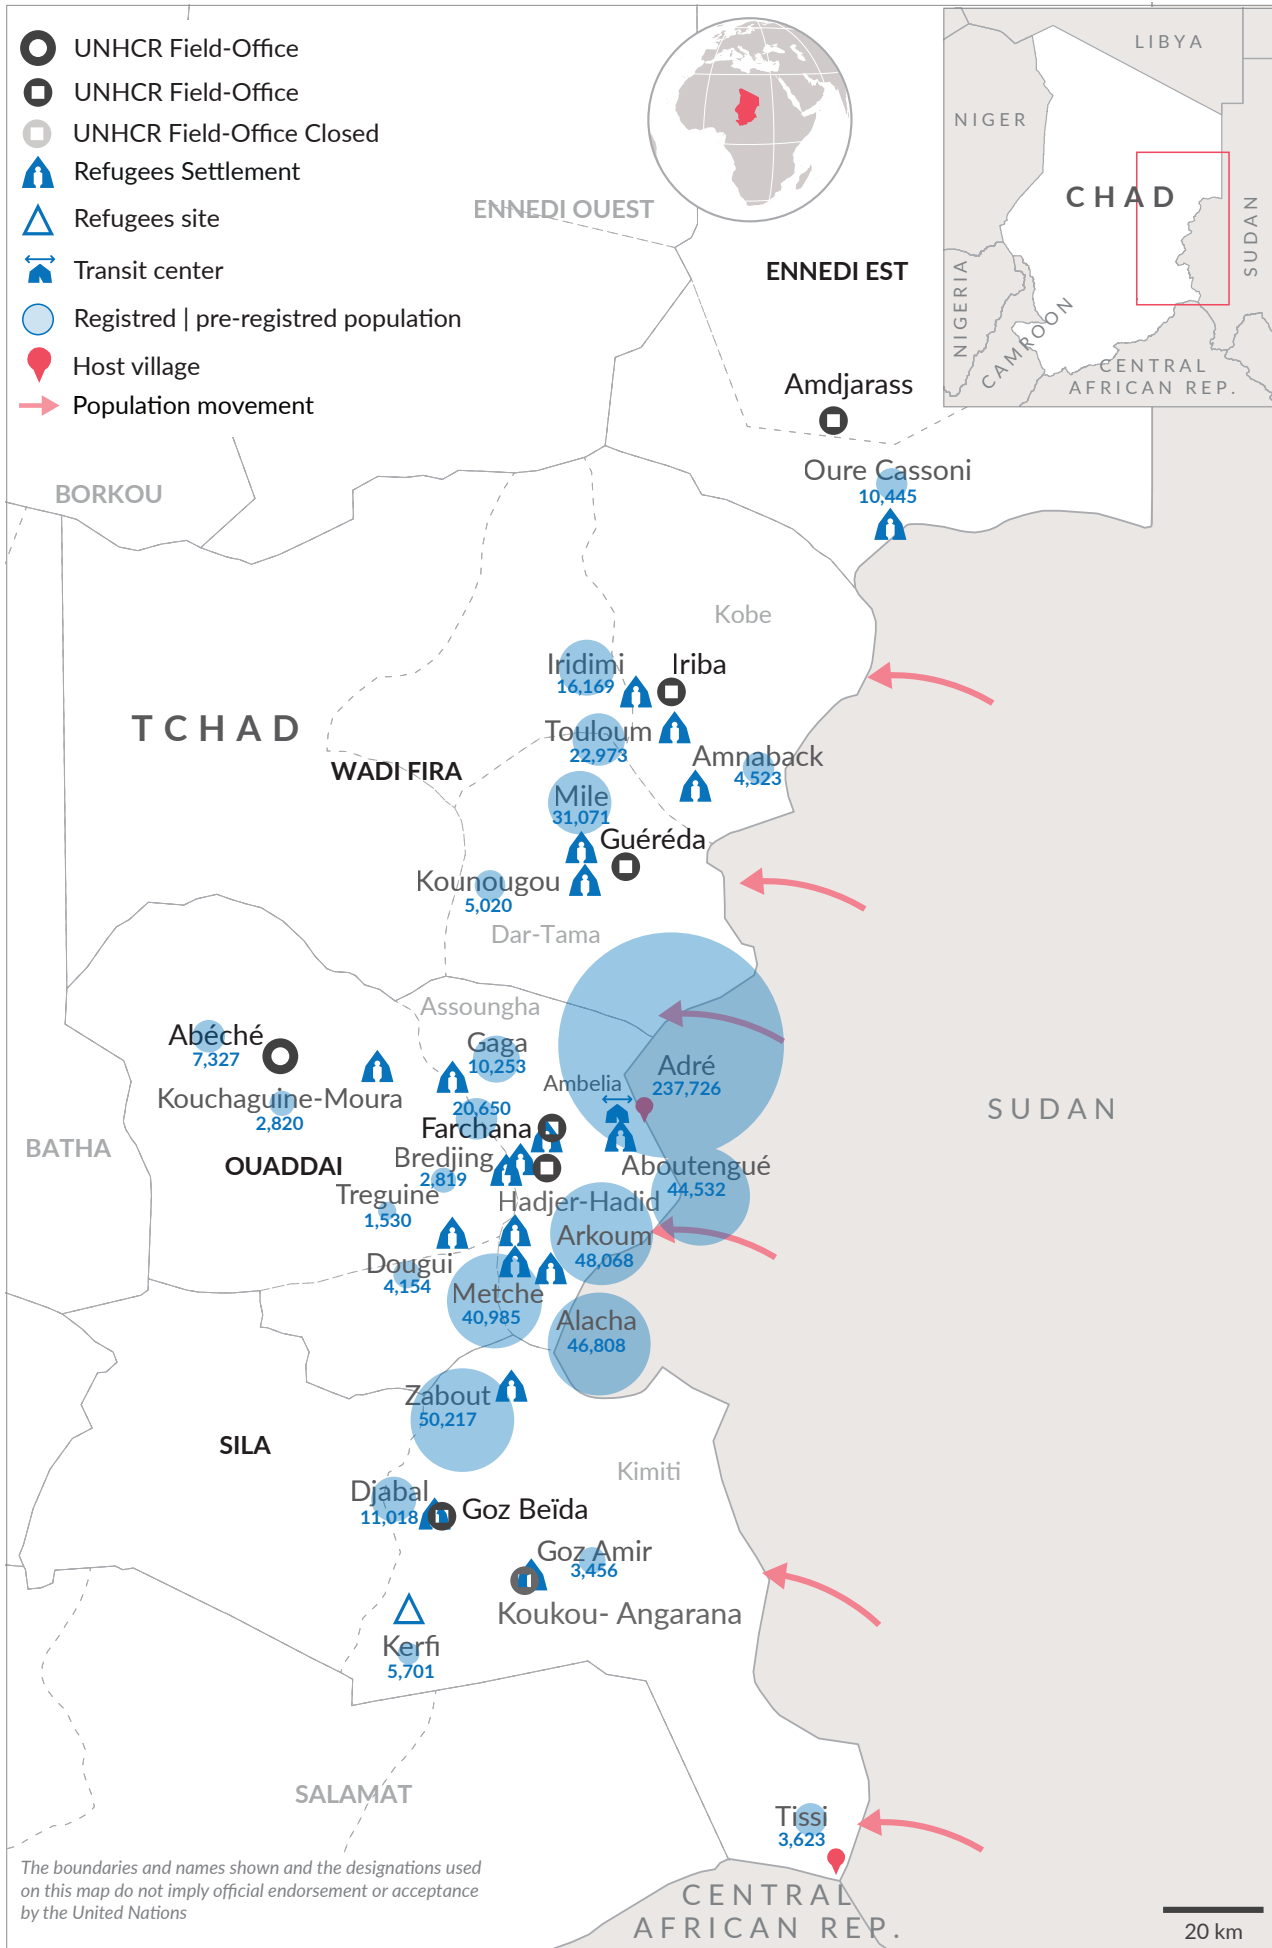 UNHCR Field-Office
UNHCR Field-Office
UNHCR Field-Office Closed
Refugees Settlement
Refugees site
Transit center
Registred | pre-registred population
Host village
Population movement
LIBYA
NIGER
CHAD
SUDAN
NIGERIA
CAMROON
CENTRAL
AFRICAN REP.
ENNEDI OUEST
ENNEDI EST
Amdjarass
Oure Cassoni
10,445
BORKOU
Kobe
Iridimi
16,169
Iriba
TCHAD
Touloum
22,973
Amnaback
4,523
WADI FIRA
Mile
31,071
Guéréda
Kounougou
5,020
Dar-Tama
Assoungha
Abéché
7,327
Gaga
10,253
Adré
237,726
Ambelia
Kouchaguine-Moura
2,820
20,650
Farchana
SUDAN
BATHA
OUADDAI
Bredjing
2,819
Aboutengué
44,532
Treguine
1,530
Hadjer-Hadid
Arkoum
48,068
Dougui
4,154
Metche
40,985
Alacha
46,808
Zabout
50,217
SILA
Kimiti
Djabal
11,018
Goz Beïda
Goz Amir
3,456
Koukou- Angarana
Kerfi
5,701
SALAMAT
Tissi
3,623
The boundaries and names shown and the designations used
on this map do not imply official endorsement or acceptance
by the United Nations
CENTRAL
AFRICAN REP.
20 km